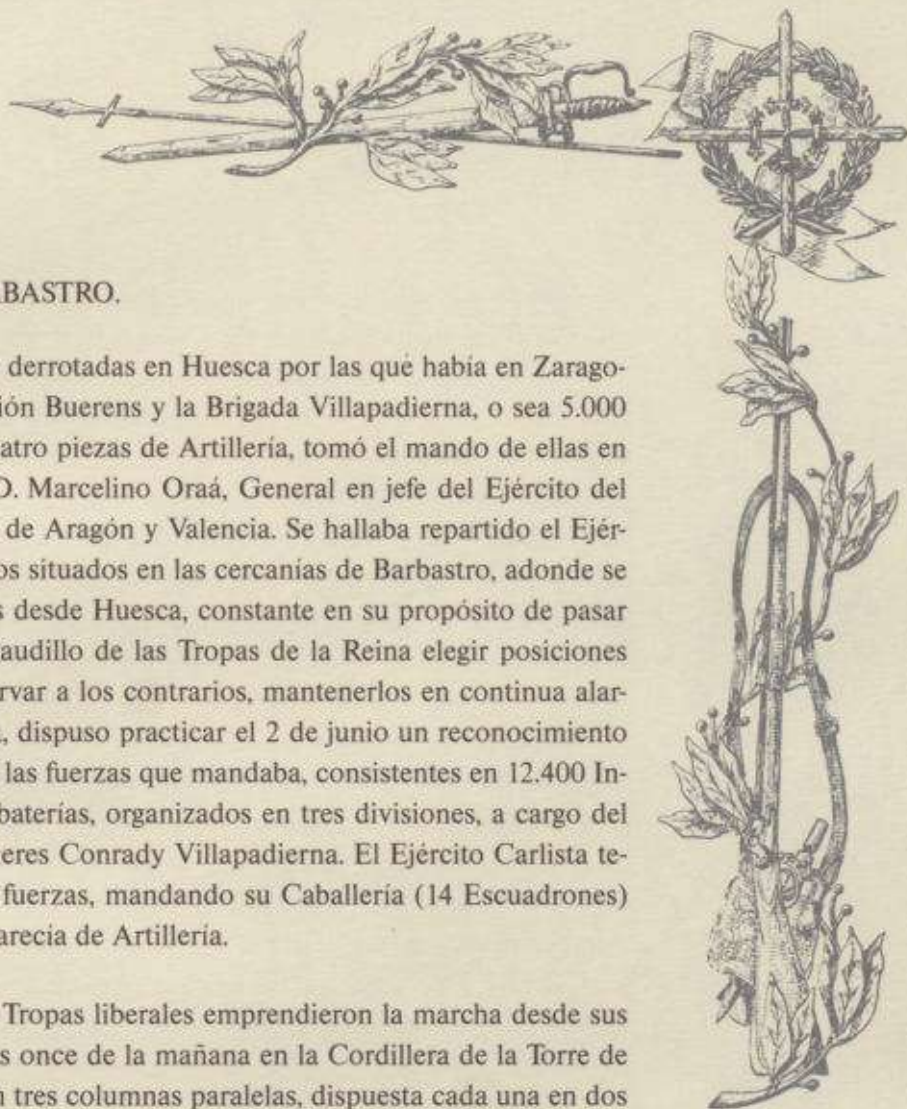 ABASTRO.
derrotadas en Huesca por las que había en Zarago-
ión Buerens y la Brigada Villapadierna, o sea 5.000
atro piezas de Artillería, tomó el mando de ellas en
D. Marcelino Oraá, General en jefe del Ejército del
de Aragón y Valencia. Se hallaba repartido el Ejér-
os situados en las cercanías de Barbastro, adonde se
s desde Huesca, constante en su propósito de pasar
audillo de las Tropas de la Reina elegir posiciones
rvar a los contrarios, mantenerlos en continua alar-
, dispuso practicar el 2 de junio un reconocimiento
las fuerzas que mandaba, consistentes en 12.400 In-
baterías, organizados en tres divisiones, a cargo del
eres Conrady Villapadierna. El Ejército Carlista te-
fuerzas, mandando su Caballería (14 Escuadrones)
arecía de Artillería.
Tropas liberales emprendieron la marcha desde sus
s once de la mañana en la Cordillera de la Torre de
n tres columnas paralelas, dispuesta cada una en dos